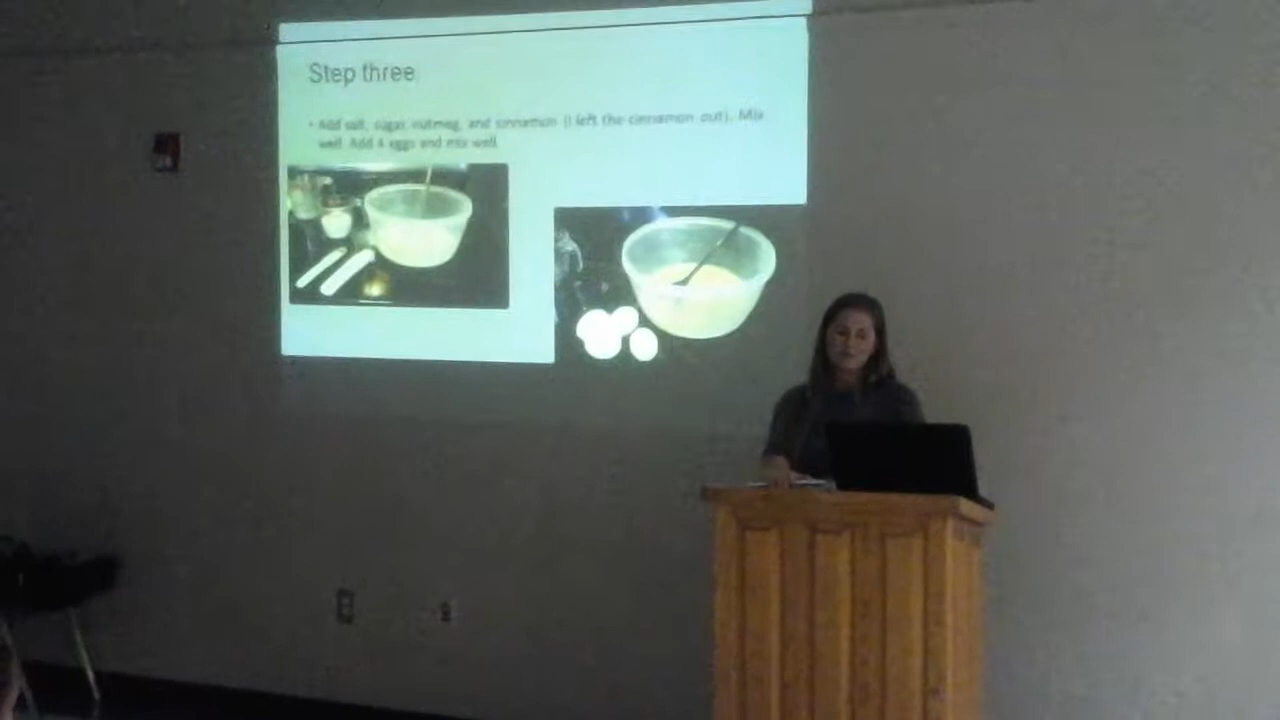 Step three
• Add salt, sugar, nutmeg, and cinnamon (I left the cinnamon out). Mix
well. Add 4 eggs and mix well.